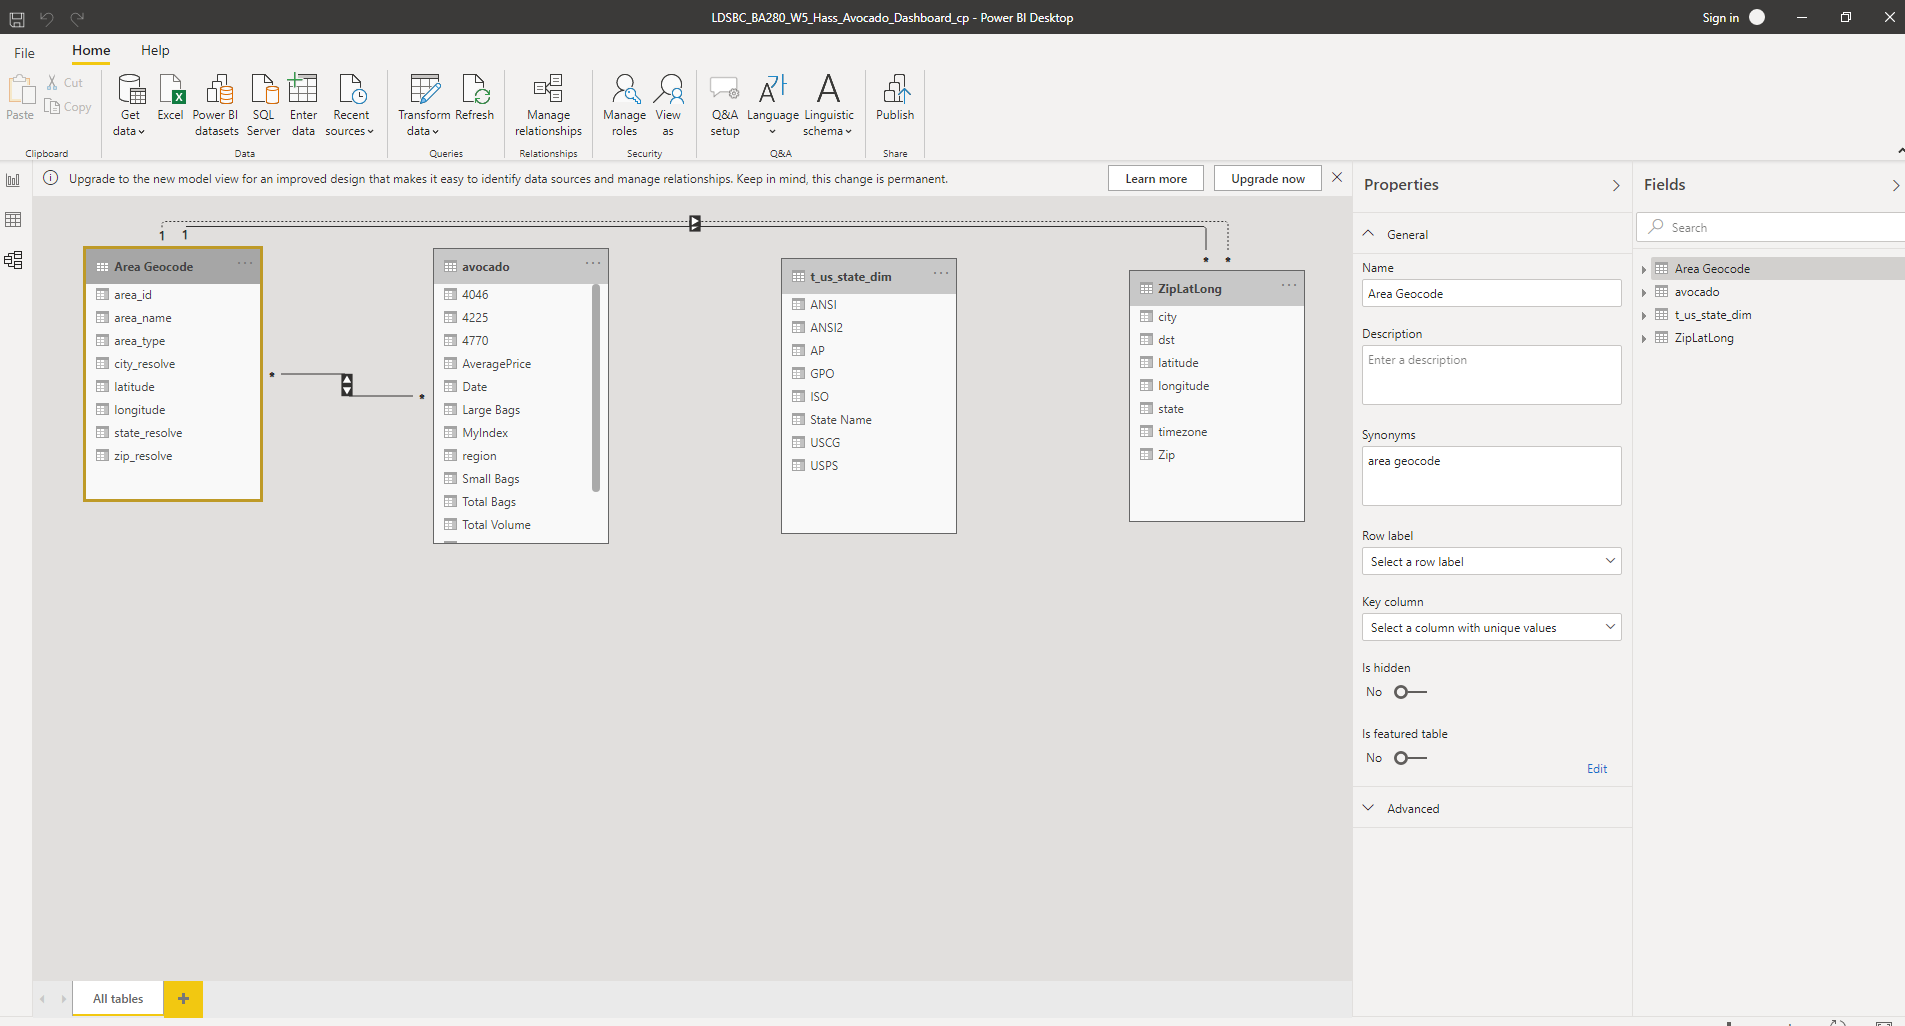 LDSBC_BA280_W5_Hass_Avocado_Dashboard_cp - Power BI Desktop
Sign in
File
Home
Help
Paste
Cut
Copy
Clipboard
Get data
Excel
Power BI datasets
SQL Server
Enter data
Recent sources
Data
Transform data
Refresh
Queries
Manage relationships
Relationships
Manage roles
View as
Security
Q&A setup
Language
Linguistic schema
Q&A
Publish
Share
Upgrade to the new model view for an improved design that makes it easy to identify data sources and manage relationships. Keep in mind, this change is permanent.
Learn more
Upgrade now
1 1
* *
Area Geocode
area_id
area_name
area_type
city_resolve
latitude
longitude
state_resolve
zip_resolve
*
*
avocado
4046
4225
4770
AveragePrice
Date
Large Bags
MyIndex
region
Small Bags
Total Bags
Total Volume
t_us_state_dim
ANSI
ANSI2
AP
GPO
ISO
State Name
USCG
USPS
ZipLatLong
city
dst
latitude
longitude
state
timezone
Zip
Properties
General
Name
Area Geocode
Description
Enter a description
Synonyms
area geocode
Row label
Select a row label
Key column
Select a column with unique values
Is hidden
No
Is featured table
No
Edit
Advanced
Fields
Search
Area Geocode
avocado
t_us_state_dim
ZipLatLong
All tables